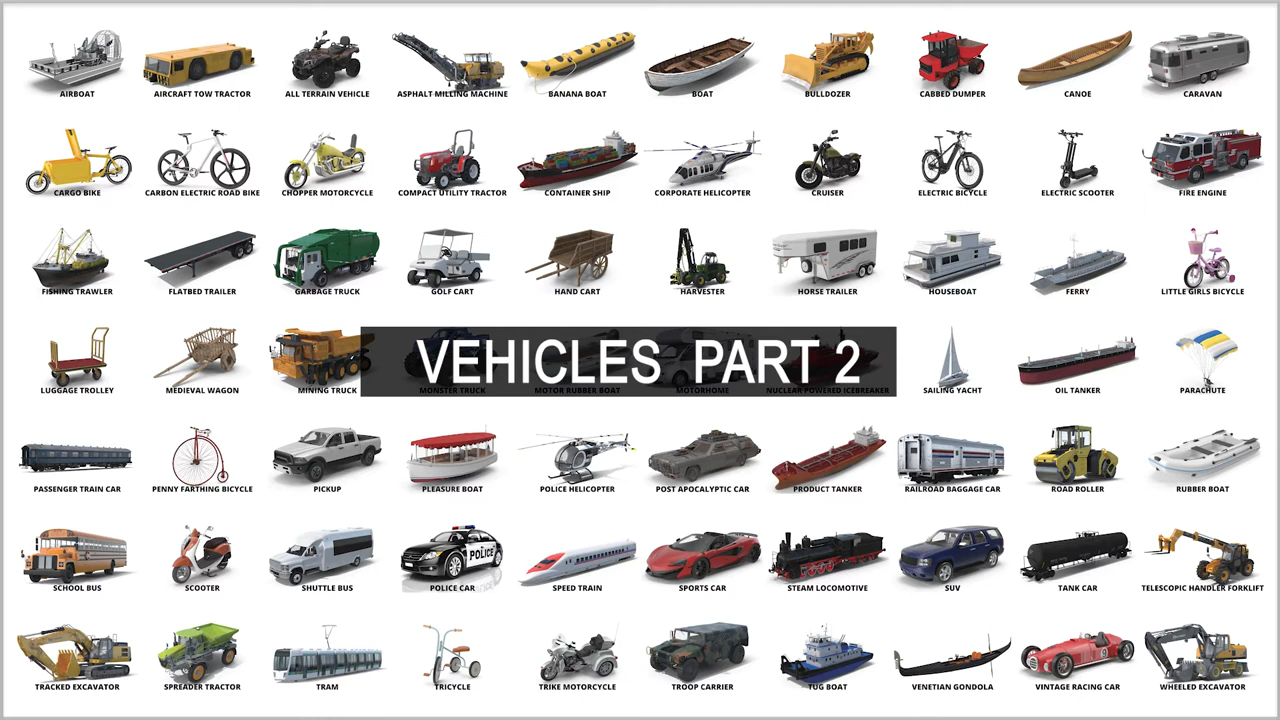 AIRBOAT
AIRCRAFT TOW TRACTOR
ALL TERRAIN VEHICLE
ASPHALT MILLING MACHINE
BANANA BOAT
BOAT
BULLDOZER
CABBED DUMPER
CANOE
CARAVAN
CARGO BIKE
CARBON ELECTRIC ROAD BIKE
CHOPPER MOTORCYCLE
COMPACT UTILITY TRACTOR
CONTAINER SHIP
CORPORATE HELICOPTER
CRUISER
ELECTRIC BICYCLE
ELECTRIC SCOOTER
FIRE ENGINE
FISHING TRAWLER
FLATBED TRAILER
GARBAGE TRUCK
GOLF CART
HAND CART
HARVESTER
HORSE TRAILER
HOUSEBOAT
FERRY
LITTLE GIRLS BICYCLE
VEHICLES PART 2
LUGGAGE TROLLEY
MEDIEVAL WAGON
MINING TRUCK
MONSTER TRUCK
MOTOR RUBBER BOAT
MOTORHOME
NUCLEAR POWERED ICEBREAKER
SAILING YACHT
OIL TANKER
PARACHUTE
PASSENGER TRAIN CAR
PENNY FARTHING BICYCLE
PICKUP
PLEASURE BOAT
POLICE HELICOPTER
POST APOCALYPTIC CAR
PRODUCT TANKER
RAILROAD BAGGAGE CAR
ROAD ROLLER
RUBBER BOAT
POLICE
SCHOOL BUS
SCOOTER
SHUTTLE BUS
POLICE CAR
SPEED TRAIN
SPORTS CAR
STEAM LOCOMOTIVE
SUV
TANK CAR
TELESCOPIC HANDLER FORKLIFT
9
TRACKED EXCAVATOR
SPREADER TRACTOR
TRAM
TRICYCLE
TRIKE MOTORCYCLE
TROOP CARRIER
TUG BOAT
VENETIAN GONDOLA
VINTAGE RACING CAR
WHEELED EXCAVATOR